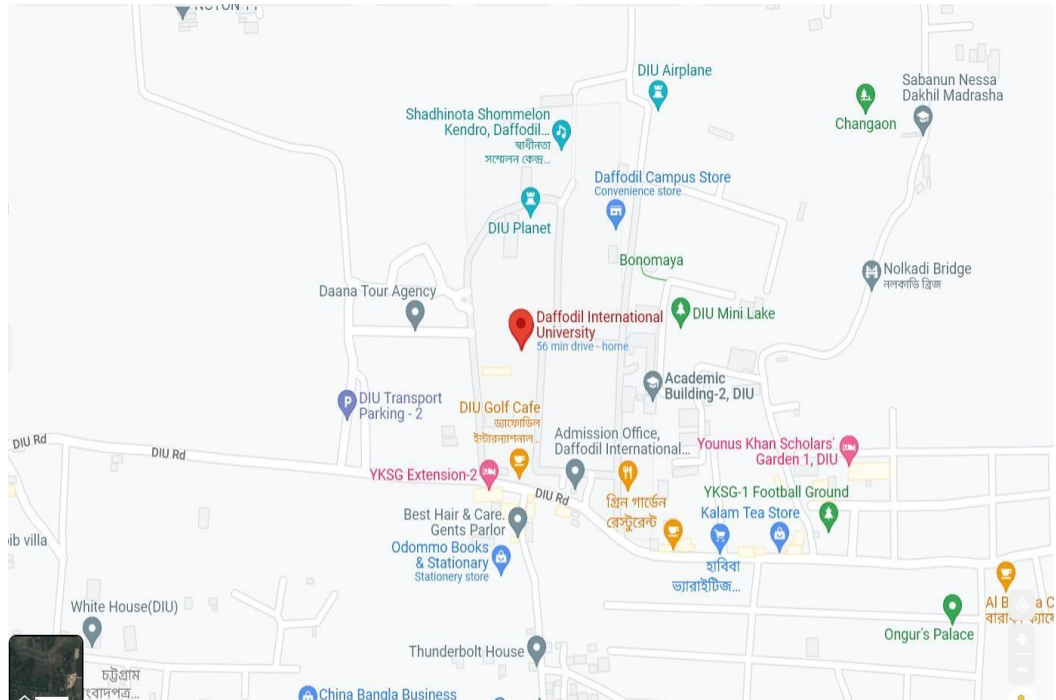 DIU Airplane
Sabanun Nessa
Dakhil Madrasha
Changaon
Shadhinota Shommelon
Kendro, Daffodil...
স্বাধীনতা
সম্মেলন কেন্দ্র...
Daffodil Campus Store
Convenience store
DIU Planet
Bonomaya
Nolkadi Bridge
নলকাডি ব্রিজ
Daana Tour Agency
DIU Mini Lake
Daffodil International
University
56 min drive - home
Academic
Building-2, DIU
P
DIU Transport
Parking - 2
DIU Golf Cafe
ড্যাফোডিল
ইন্টারন্যাশনাল...
Admission Office,
Daffodil International...
Younus Khan Scholars'
Garden 1, DIU
DIU Rd
DIU Rd
YKSG Extension-2
DIU Rd
গ্রিন গার্ডেন
রেস্টুরেন্ট
YKSG-1 Football Ground
Kalam Tea Store
Best Hair & Care.
Gents Parlor
Odommo Books
& Stationary
Stationery store
হাবিবা
ভ্যারাইটিজ...
villa
White House(DIU)
Al B
Ongur's Palace
Thunderbolt House
চট্টগ্রাম
China Bangla Business